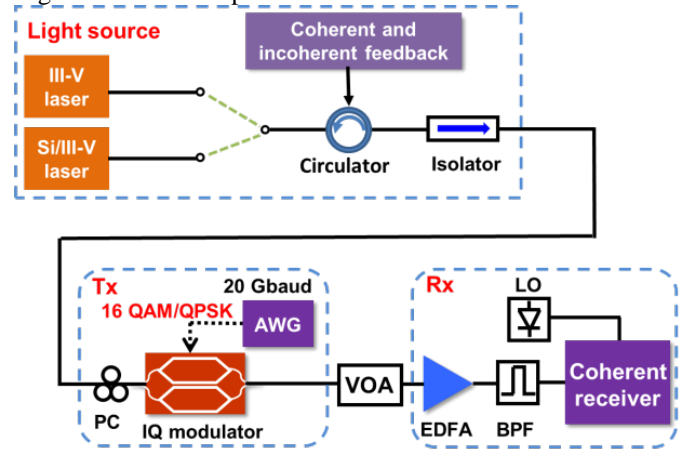 Light source
Coherent and
incoherent feedback
III-V
laser
Si/III-V
laser
Circulator
Isolator
Tx
20 Gbaud
16 QAM/QPSK
AWG
PC
IQ modulator
VOA
Rx
LO
EDFA
BPF
Coherent
receiver